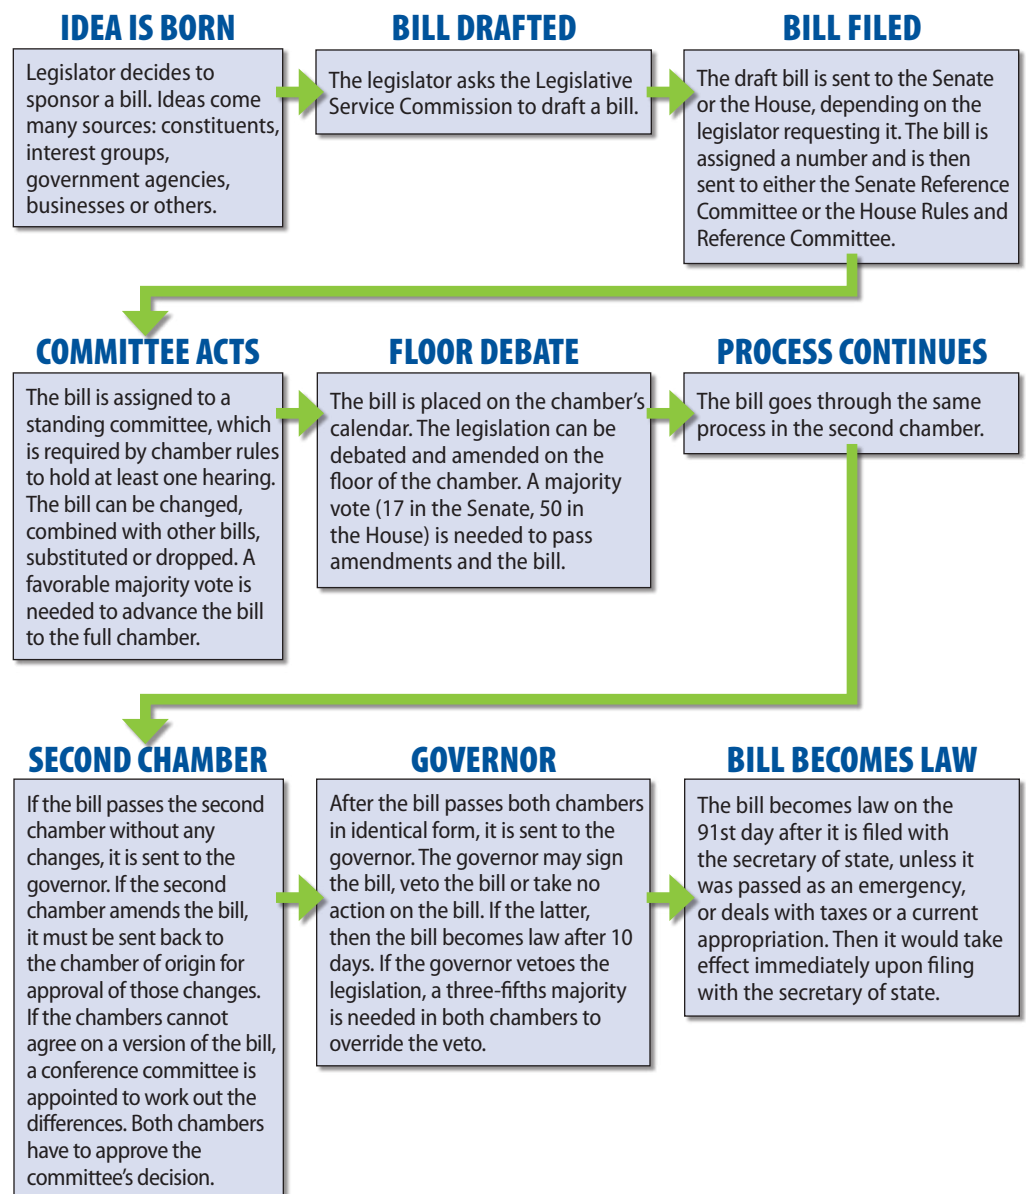 IDEA IS BORN
Legislator decides to
sponsor a bill. Ideas come
many sources: constituents,
interest groups,
government agencies,
businesses or others.
BILL DRAFTED
The legislator asks the Legislative
Service Commission to draft a bill.
BILL FILED
The draft bill is sent to the Senate
or the House, depending on the
legislator requesting it. The bill is
assigned a number and is then
sent to either the Senate Reference
Committee or the House Rules and
Reference Committee.
COMMITTEE ACTS
The bill is assigned to a
standing committee, which
is required by chamber rules
to hold at least one hearing.
The bill can be changed,
combined with other bills,
substituted or dropped. A
favorable majority vote is
needed to advance the bill
to the full chamber.
FLOOR DEBATE
The bill is placed on the chamber's
calendar. The legislation can be
debated and amended on the
floor of the chamber. A majority
vote (17 in the Senate, 50 in
the House) is needed to pass
amendments and the bill.
PROCESS CONTINUES
The bill goes through the same
process in the second chamber.
SECOND CHAMBER
If the bill passes the second
chamber without any
changes, it is sent to the
governor. If the second
chamber amends the bill,
it must be sent back to
the chamber of origin for
approval of those changes.
If the chambers cannot
agree on a version of the bill,
a conference committee is
appointed to work out the
differences. Both chambers
have to approve the
committee's decision.
GOVERNOR
After the bill passes both chambers
in identical form, it is sent to the
governor. The governor may sign
the bill, veto the bill or take no
action on the bill. If the latter,
then the bill becomes law after 10
days. If the governor vetoes the
legislation, a three-fifths majority
is needed in both chambers to
override the veto.
BILL BECOMES LAW
The bill becomes law on the
91st day after it is filed with
the secretary of state, unless it
was passed as an emergency,
or deals with taxes or a current
appropriation. Then it would take
effect immediately upon filing
with the secretary of state.